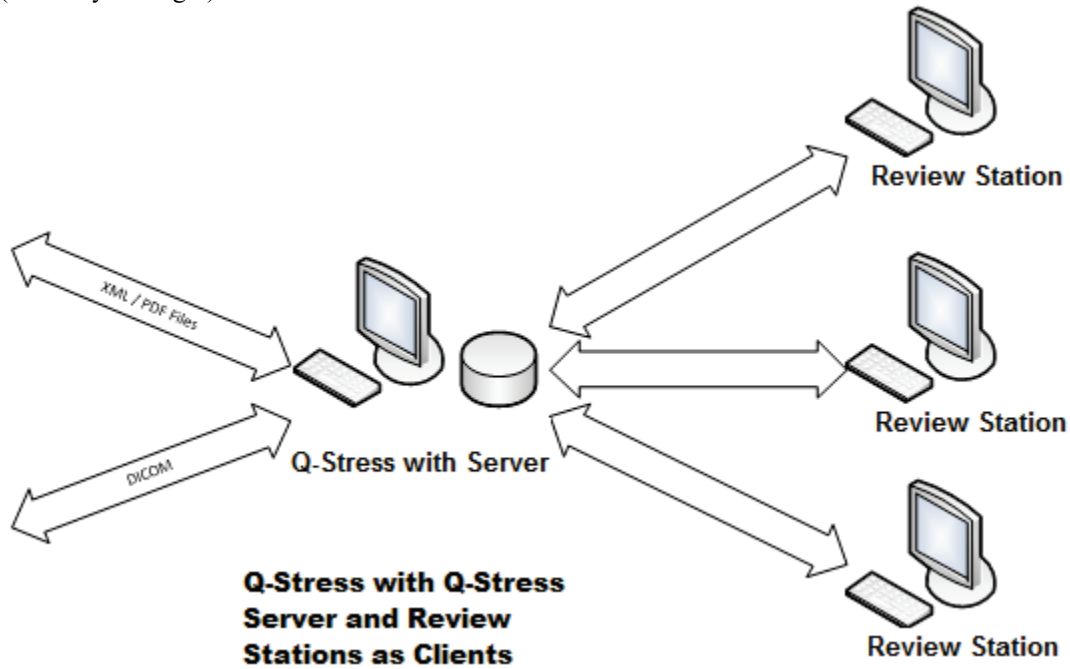 Review Station
XML / PDF Files
Review Station
Q-Stress with Server
DICOM
Q-Stress with Q-Stress
Server and Review
Stations as Clients
Review Station